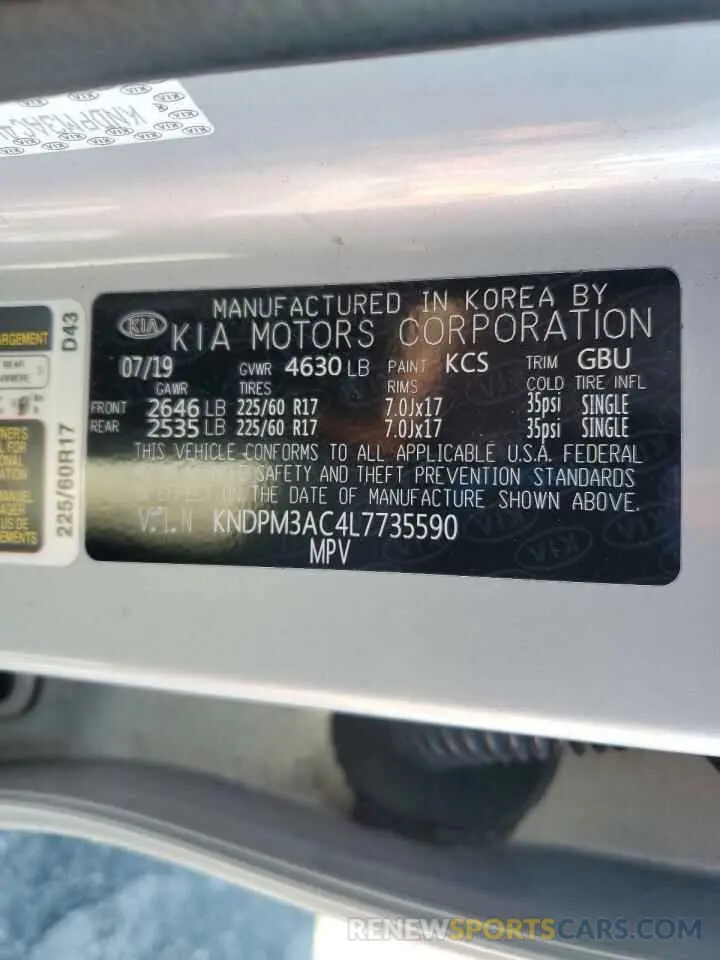 KIA
MANUFACTURED IN KOREA BY
KIA MOTORS CORPORATION
07/19 GVWR 4630 LB PAINT KCS TRIM GBU
GAWR TIRES RIMS COLD TIRE INFL
FRONT 2646 LB 225/60 R17 7.0Jx17 35psi SINGLE
REAR 2535 LB 225/60 R17 7.0Jx17 35psi SINGLE
THIS VEHICLE CONFORMS TO ALL APPLICABLE U.S.A. FEDERAL
SAFETY AND THEFT PREVENTION STANDARDS
THE DATE OF MANUFACTURE SHOWN ABOVE.
V.I.N KNDPM3AC4L7735590
MPV
D43
225/60R17
REAR
RENEWSPORTSCARS.COM